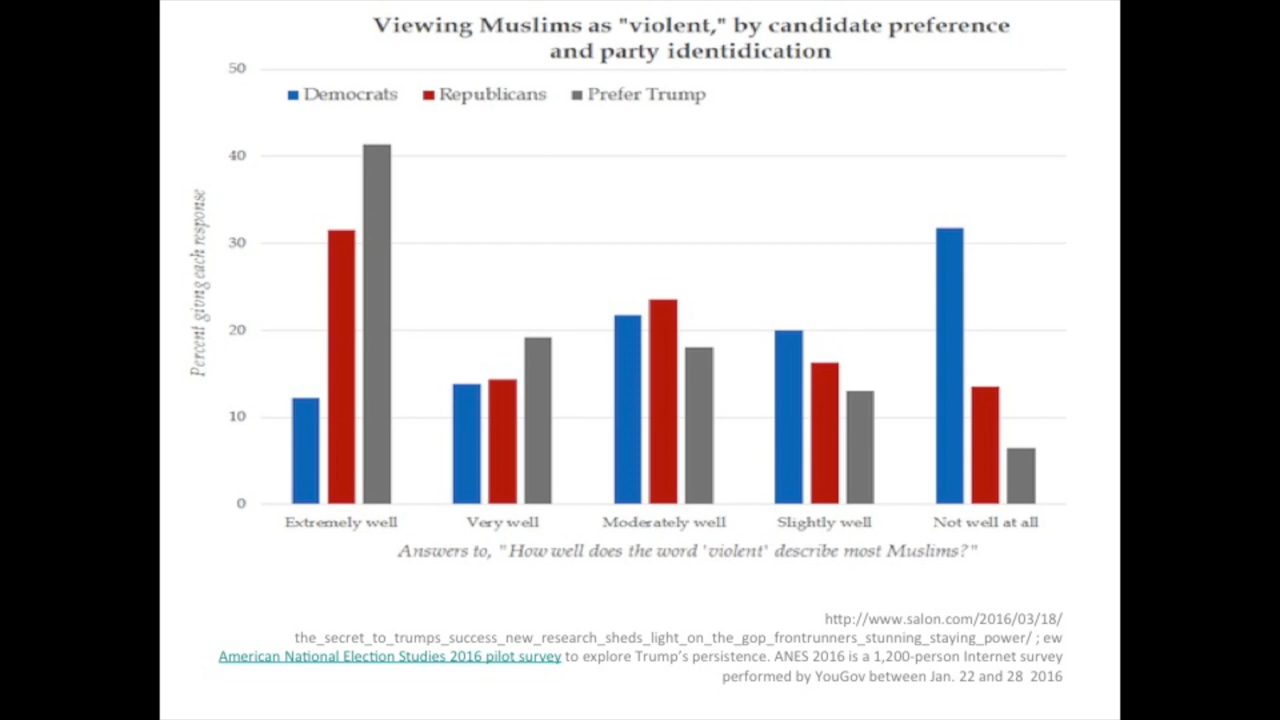 Viewing Muslims as "violent," by candidate preference
and party identidication
50
Democrats Republicans Prefer Trump
40
30
20
10
0
Percent givng each response
Extremely well Very well Moderately well Slightly well Not well at all
Answers to, "How well does the word 'violent' describe most Muslims?"
http://www.salon.com/2016/03/18/
the_secret_to_trumps_success_new_research_sheds_light_on_the_gop_frontrunners_stunning_staying_power/ ; ew
American National Election Studies 2016 pilot survey to explore Trump’s persistence. ANES 2016 is a 1,200-person Internet survey
performed by YouGov between Jan. 22 and 28 2016